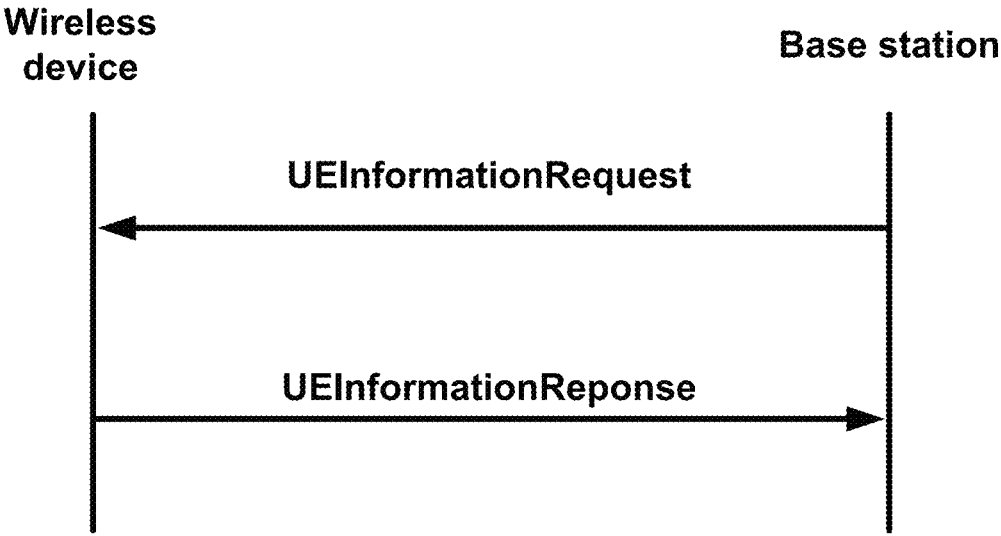 Wireless
device
Base station
UEInformationRequest
UEInformationReponse